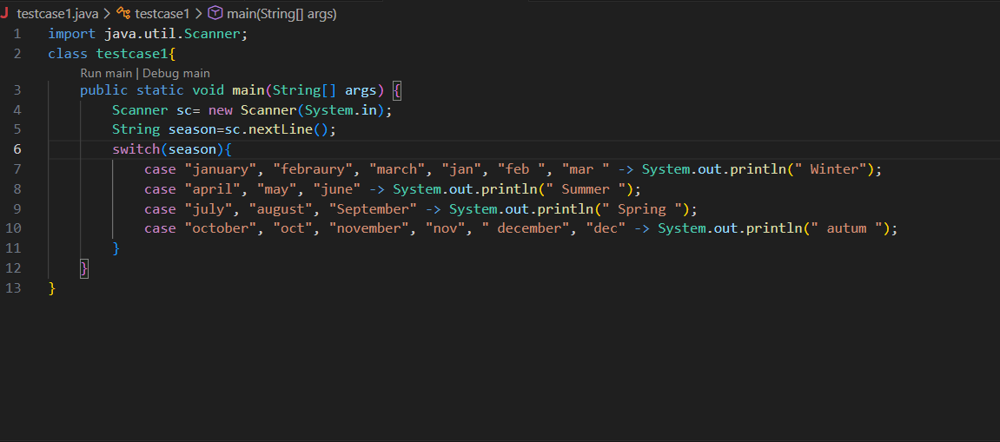 testcase1.java > testcase1 > main(String[] args)
1 import java.util.Scanner;
2 class testcase1{
Run main | Debug main
3 public static void main(String[] args) {
4 Scanner sc= new Scanner(System.in);
5 String season=sc.nextLine();
6 switch(season){
7 case "january", "febraury", "march", "jan", "feb ", "mar " -> System.out.println(" Winter");
8 case "april", "may", "june" -> System.out.println(" Summer ");
9 case "july", "august", "September" -> System.out.println(" Spring ");
10 case "october", "oct", "november", "nov", " december", "dec" -> System.out.println(" autum ");
11 }
12 }
13 }